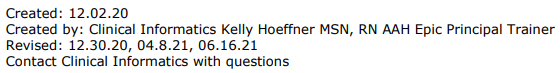 Created: 12.02.20
Created by: Clinical Informatics Kelly Hoeffner MSN, RN AAH Epic Principal Trainer
Revised: 12.30.20, 04.8.21, 06.16.21
Contact Clinical Informatics with questions